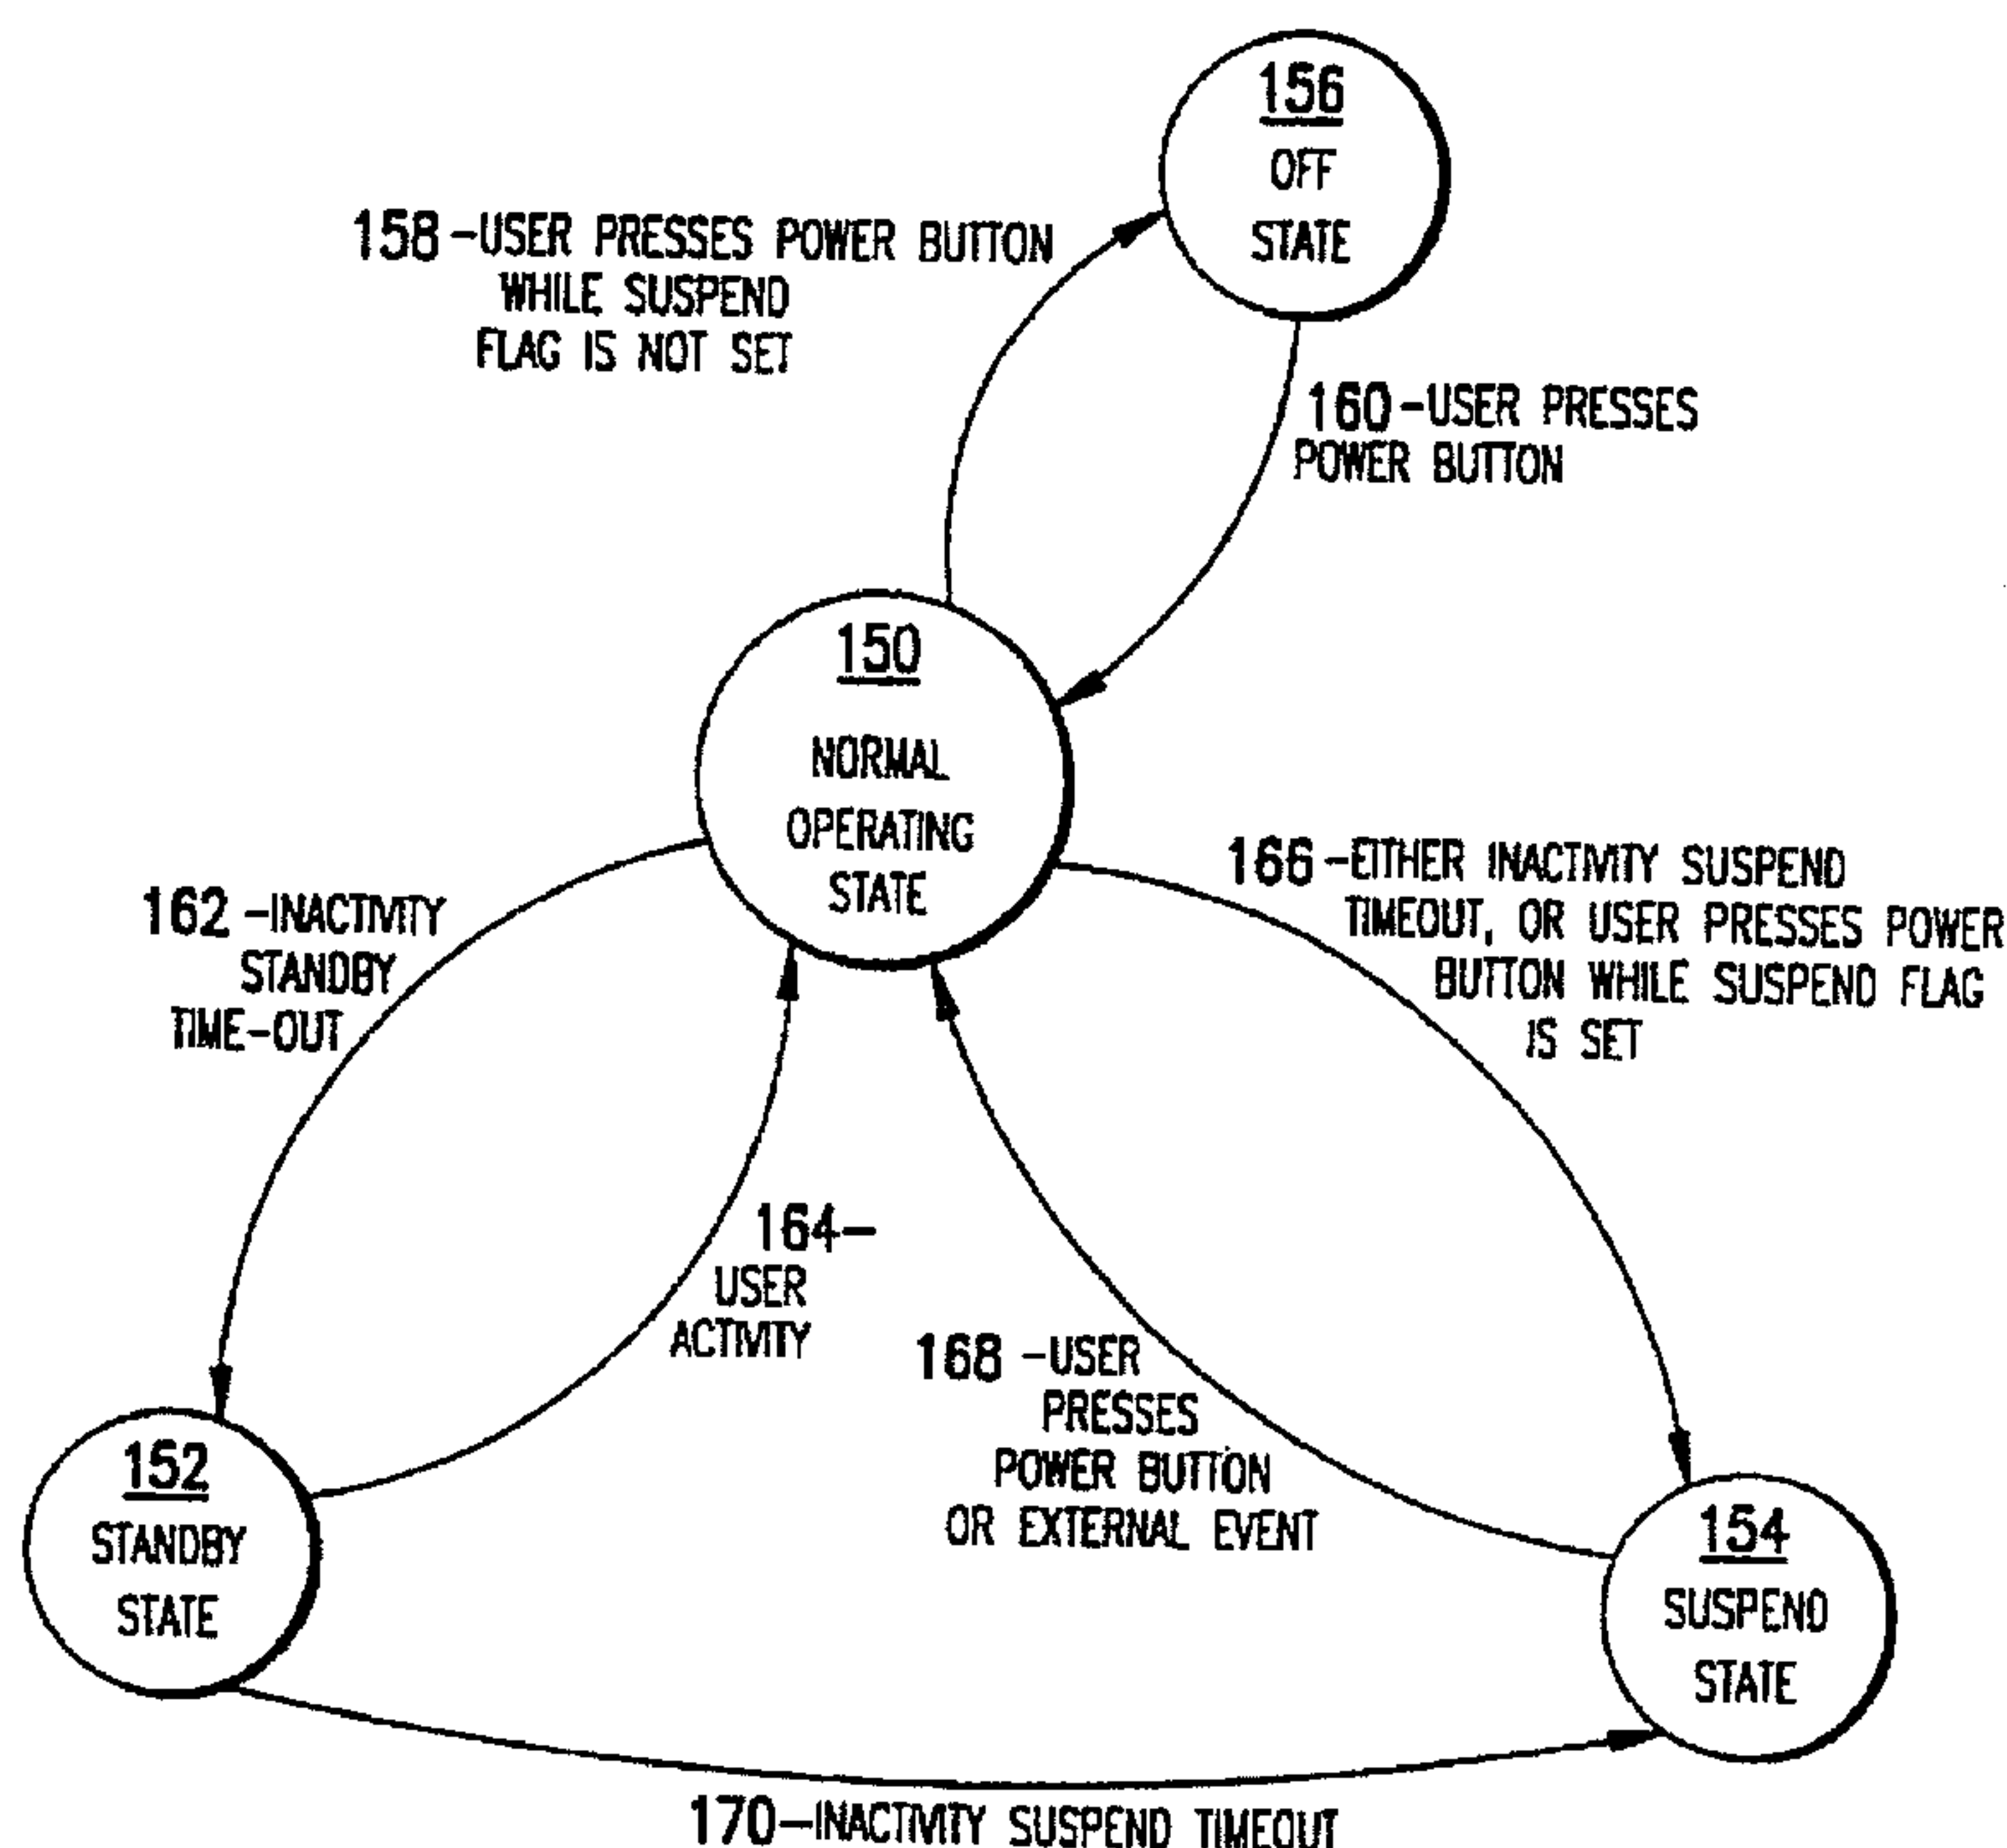 156
OFF
STATE
158-USER PRESSES POWER BUTTON
WHILE SUSPEND
FLAG IS NOT SET
160-USER PRESSES
POWER BUTTON
150
NORMAL
OPERATING
STATE
166-EITHER INACTIVITY SUSPEND
TIMEOUT, OR USER PRESSES POWER
BUTTON WHILE SUSPEND FLAG
IS SET
162-INACTIVITY
STANDBY
TIME-OUT
164-
USER
ACTIVITY
168-USER
PRESSES
POWER BUTTON
OR EXTERNAL EVENT
152
STANDBY
STATE
154
SUSPEND
STATE
170-INACTIVITY SUSPEND TIMEOUT